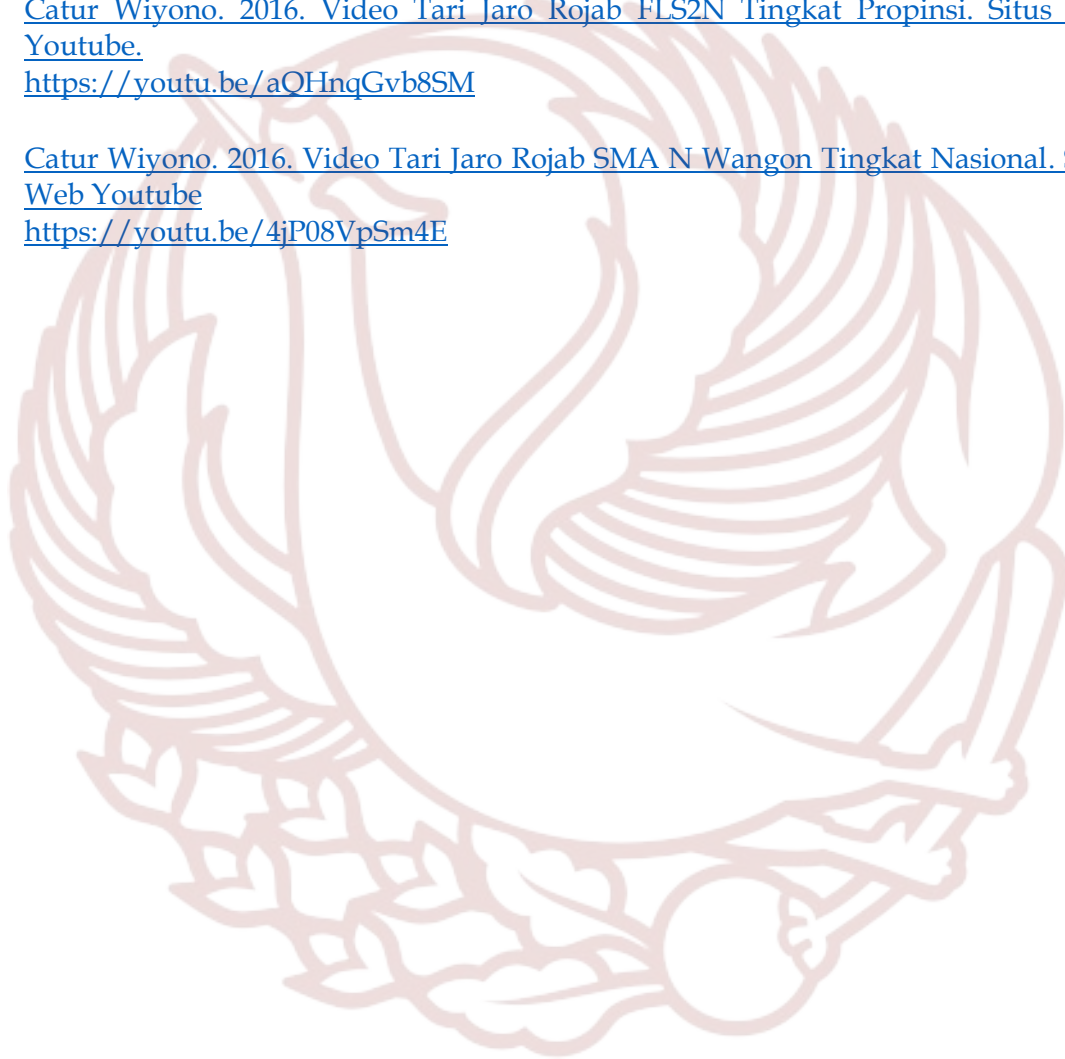 Catur Wiyono. 2016. Video Tari Jaro Rojab FLS2N Tingkat Propinsi. Situs
Youtube.
https://youtu.be/aQHnqGvb8SM
Catur Wiyono. 2016. Video Tari Jaro Rojab SMA N Wangon Tingkat Nasional.
Web Youtube
https://youtu.be/4jP08VpSm4E